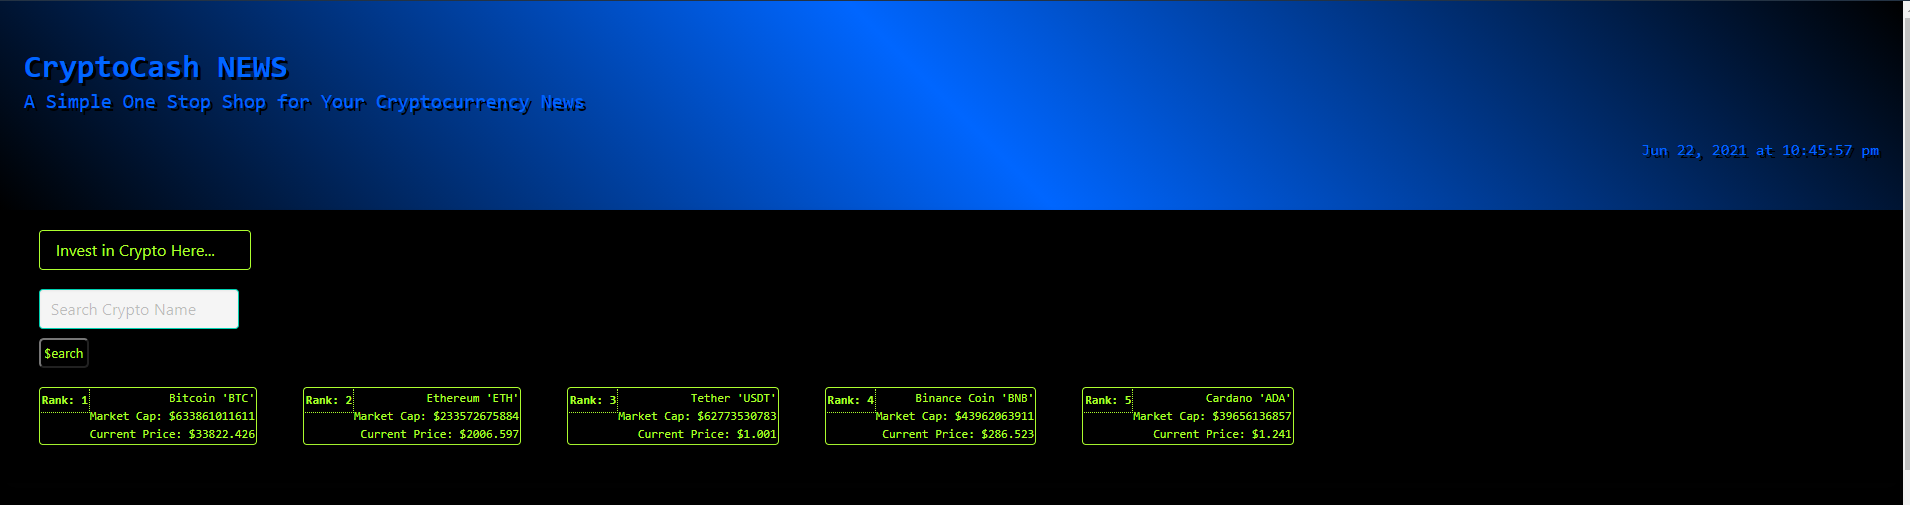 CryptoCash NEWS
A Simple One Stop Shop for Your Cryptocurrency News
Jun 22, 2021 at 10:45:57 pm
Invest in Crypto Here...
Search Crypto Name
$earch
Rank: 1
Bitcoin 'BTC'
Market Cap: $633861011611
Current Price: $33822.426
Rank: 2
Ethereum 'ETH'
Market Cap: $233572675884
Current Price: $2006.597
Rank: 3
Tether 'USDT'
Market Cap: $62773530783
Current Price: $1.001
Rank: 4
Binance Coin 'BNB'
Market Cap: $43962063911
Current Price: $286.523
Rank: 5
Cardano 'ADA'
Market Cap: $39656136857
Current Price: $1.241